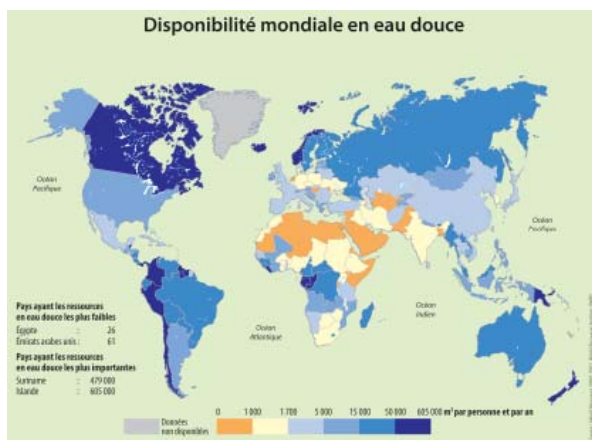 Disponibilité mondiale en eau douce
Océan
Pacifique
Océan
Pacifique
Océan
Indien
Océan
Atlantique
Pays ayant les ressources
en eau douce les plus faibles
Égypte : 26
Émirats arabes unis : 61
Pays ayant les ressources
en eau douce les plus importantes
Suriname : 479 000
Islande : 605 000
Données
non disponibles
0 1 000 1 700 5 000 15 000 50 000 605 000 m³ par personne et par an